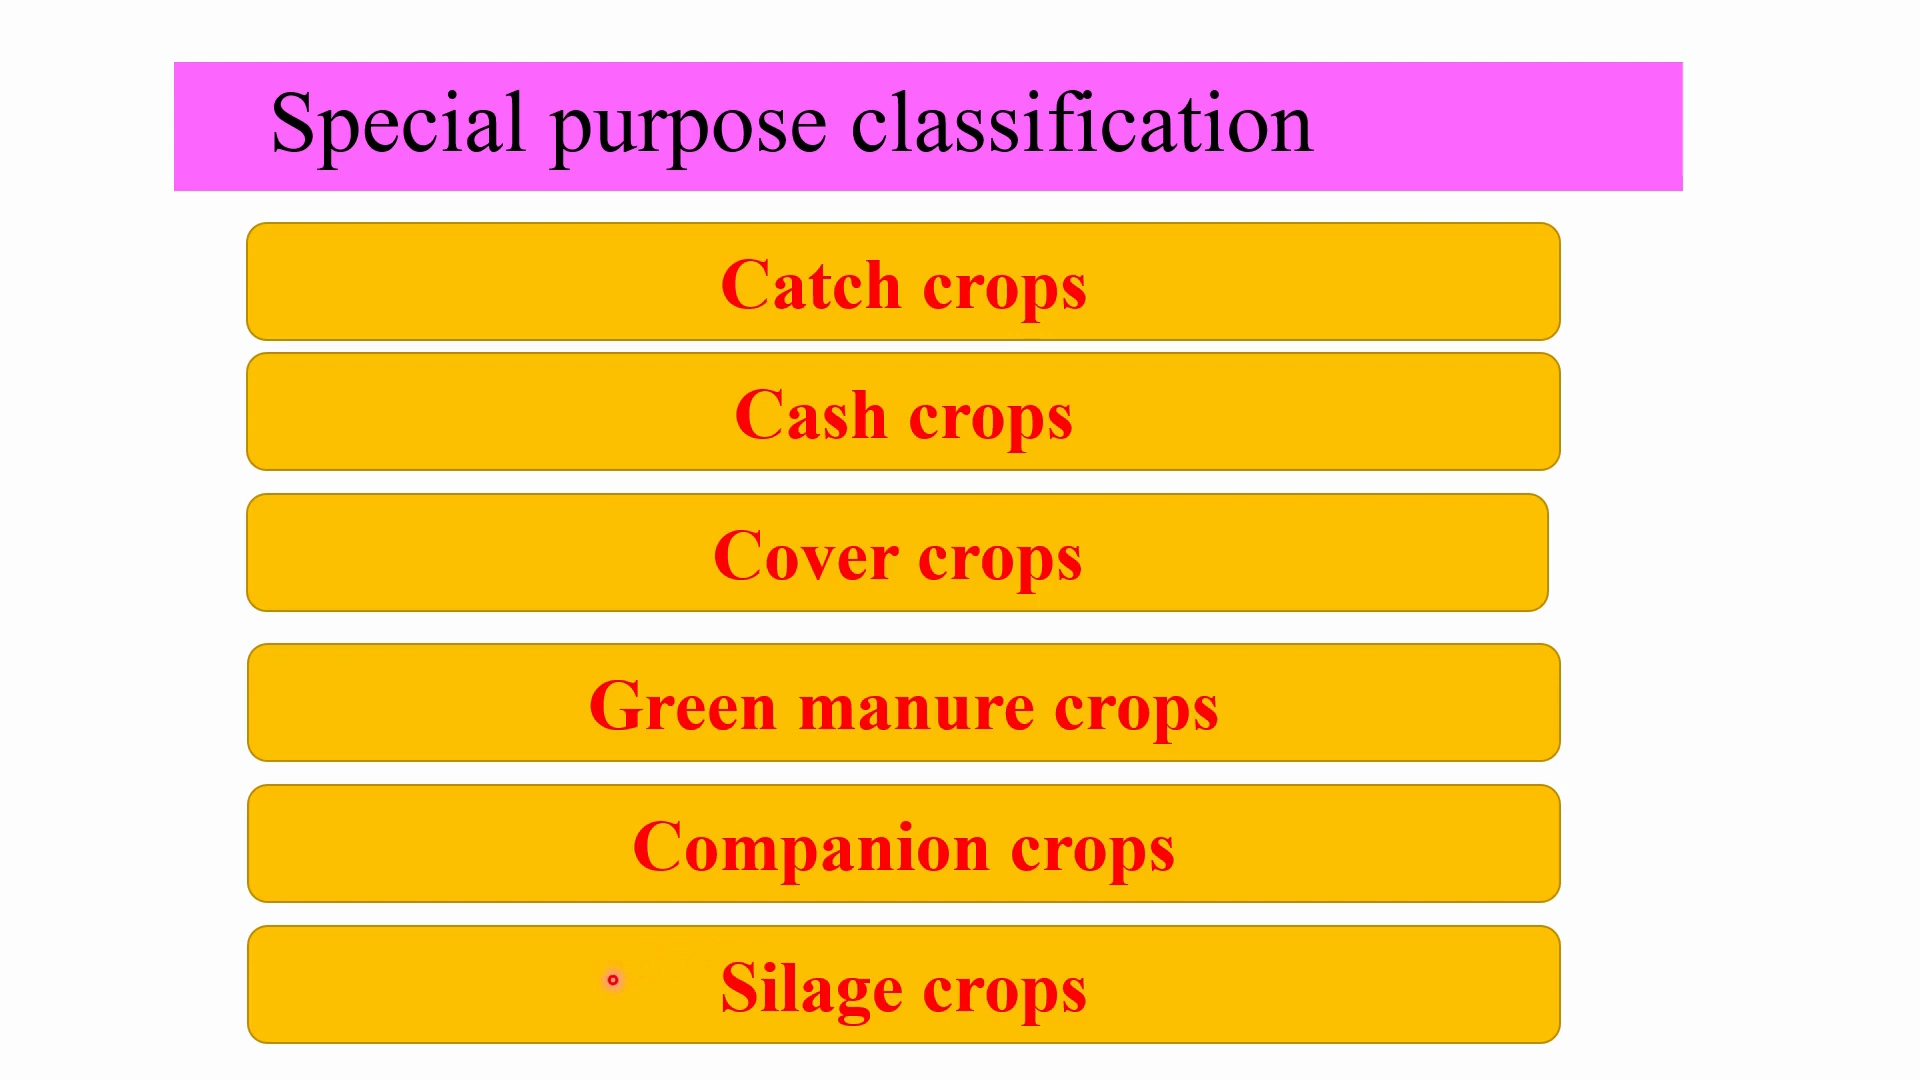 Special purpose classification
Catch crops
Cash crops
Cover crops
Green manure crops
Companion crops
Silage crops